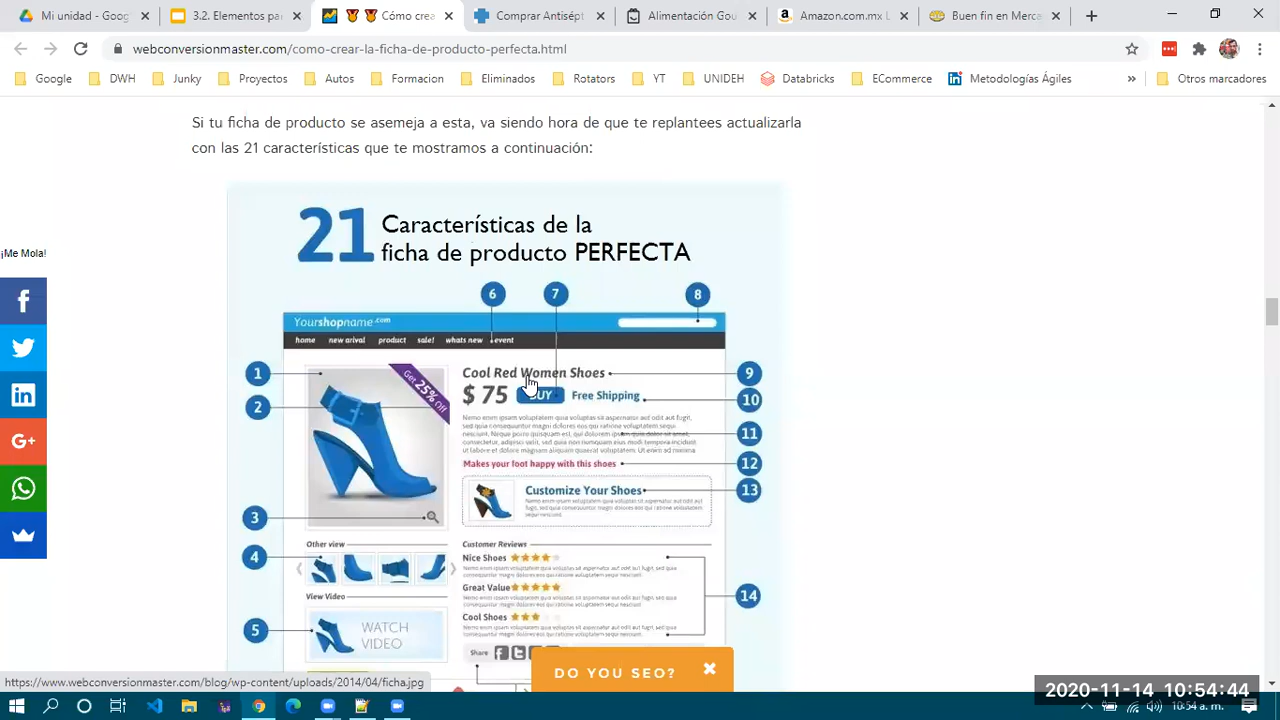 Mi unidad - G
3.2. Elementos pa
Cómo crea
Comprar Antisépt
Alimentación Gou
Amazon.com.mx L
Buen fin en Merca
webconversionmaster.com/como-crear-la-ficha-de-producto-perfecta.html
Google
DWH
Junky
Proyectos
Autos
Formacion
Eliminados
Rotators
YT
UNIDEH
Databricks
ECommerce
Metodologías Ágiles
»
Otros marcadores
Si tu ficha de producto se asemeja a esta, va siendo hora de que te replantees actualizarla
con las 21 características que te mostramos a continuación:
21 Características de la
ficha de producto PERFECTA
¡Me Mola!
6 7 8
Yourshopname.com
home new arival product sale! whats new event
1
Get 25% off
Cool Red Women Shoes
9
2
$ 75 BUY Free Shipping
10
11
Makes your foot happy with this shoes
12
Customize Your Shoes
13
3
Other view
Customer Reviews
4
Nice Shoes
Great Value
View Video
14
Cool Shoes
5
WATCH
VIDEO
Share
DO YOU SEO?
https://www.webconversionmaster.com/blog/wp-content/uploads/2014/04/ficha.jpg
2020-11-14 10:54:44
10:54 a. m.